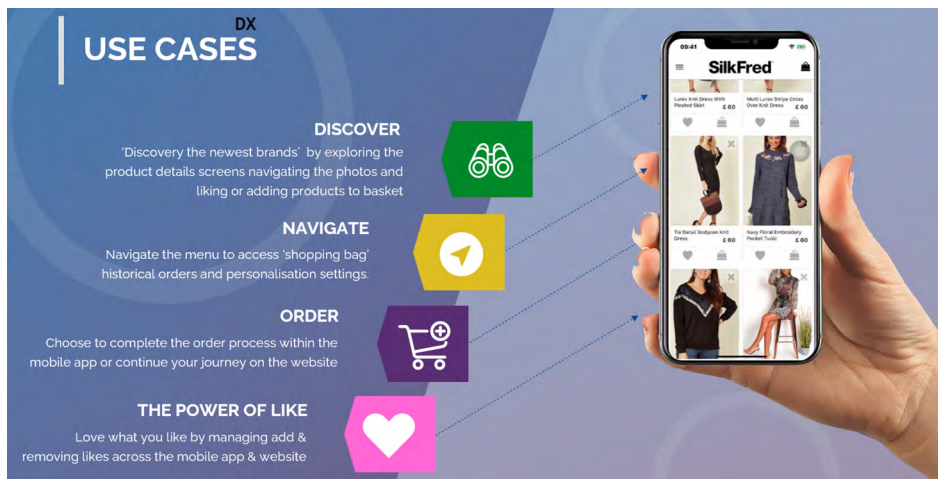 DX
USE CASES
DISCOVER
'Discovery the newest brands' by exploring the
product details screens navigating the photos and
liking or adding products to basket
NAVIGATE
Navigate the menu to access 'shopping bag'
historical orders and personalisation settings.
ORDER
Choose to complete the order process within the
mobile app or continue your journey on the website
THE POWER OF LIKE
Love what you like by managing add &
removing likes across the mobile app & website
09:41
SilkFred
Lurex Knit Dress With
Pleated Skirt £ 60
Multi Lurex Stripe Cross
Over Knit Dress £ 60
Tie Detail Bodycon Knit
Dress £ 60
Navy Floral Embroidery
Pocket Tunic £ 60